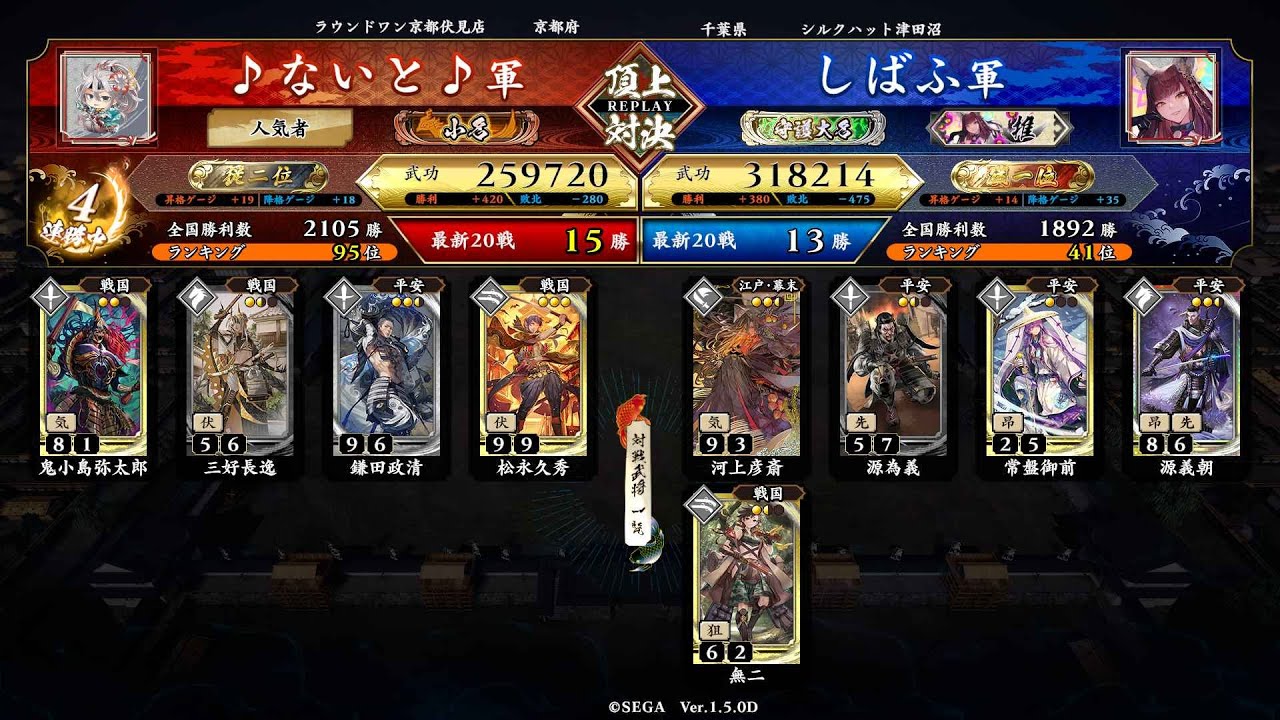 ラウンドワン京都伏見店 京都府
千葉県 シルクハット津田沼
♪ないと♪軍
頂上
REPLAY
対決
しばふ軍
人気者
小名
守護大名
雅
4
連勝中
従二位
武功 259720
勝利 +420 敗北 -280
昇格ゲージ +19 降格ゲージ +18
武功 318214
勝利 +380 敗北 -475
正一位
昇格ゲージ +14 降格ゲージ +35
全国勝利数 2105勝
ランキング 95位
最新20戦 15勝
最新20戦 13勝
全国勝利数 1892勝
ランキング 41位
戦国
気
8 1
鬼小島弥太郎
戦国
伏
5 6
三好長逸
平安
9 6
鎌田政清
戦国
伏
9 9
松永久秀
対戦武将一覧
江戸・幕末
気
9 3
河上彦斎
平安
先
5 7
源為義
平安
昴
2 5
常盤御前
平安
昴 先
8 6
源義朝
戦国
狙
6 2
無二
©SEGA Ver.1.5.0D